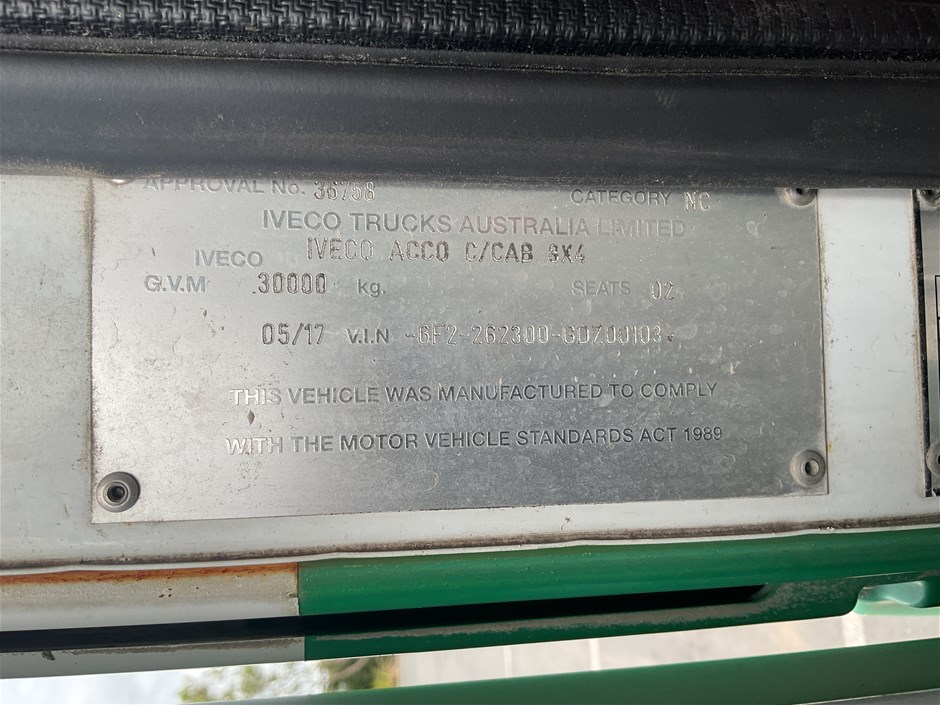 APPROVAL No. 36758 CATEGORY NC
IVECO TRUCKS AUSTRALIA LIMITED
IVECO IVECO ACCO C/CAB 8X4
G.V.M 30000 kg. SEATS 02
05/17 V.I.N -6F2-262300-GDZ00103-
THIS VEHICLE WAS MANUFACTURED TO COMPLY
WITH THE MOTOR VEHICLE STANDARDS ACT 1989